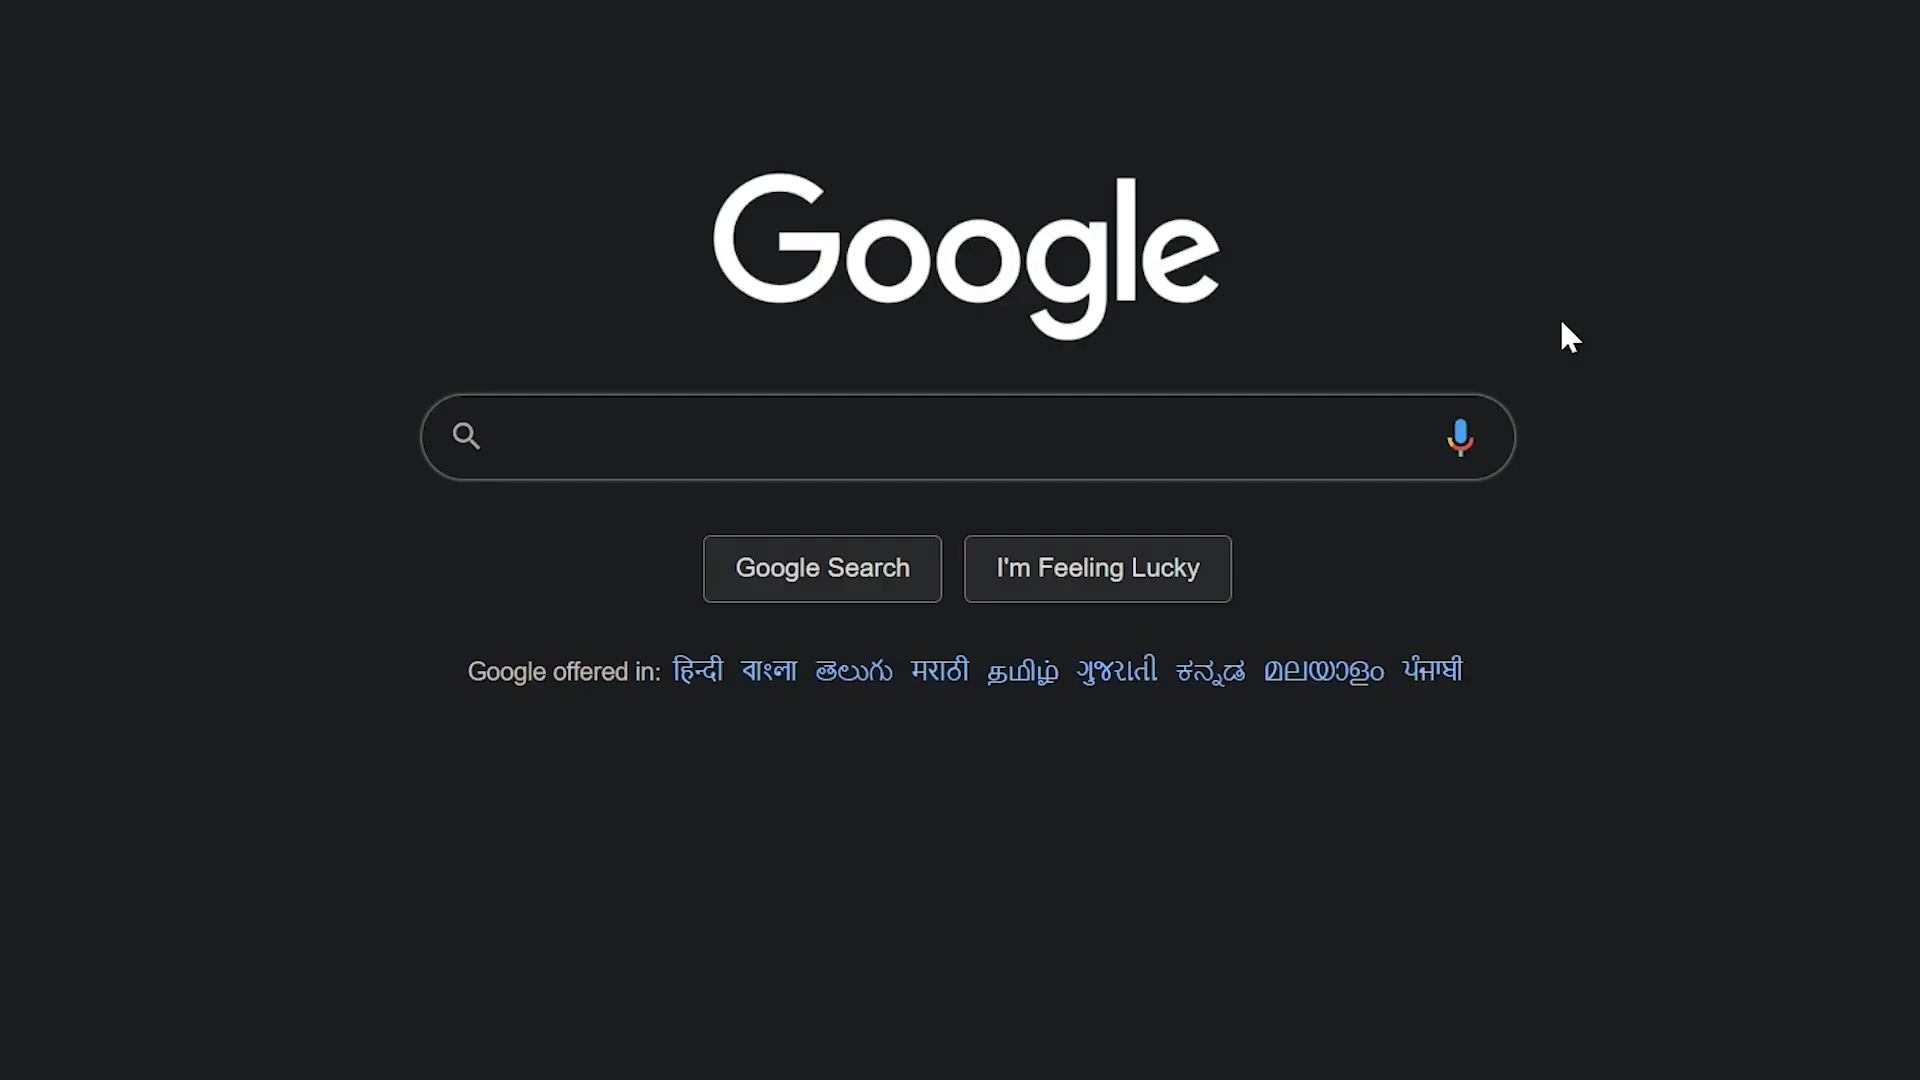 Google
Google Search I'm Feeling Lucky
Google offered in: हिन्दी বাংলা తెలుగు मराठी தமிழ் ગુજરાતી ಕನ್ನಡ മലയാളം ਪੰਜਾਬੀ